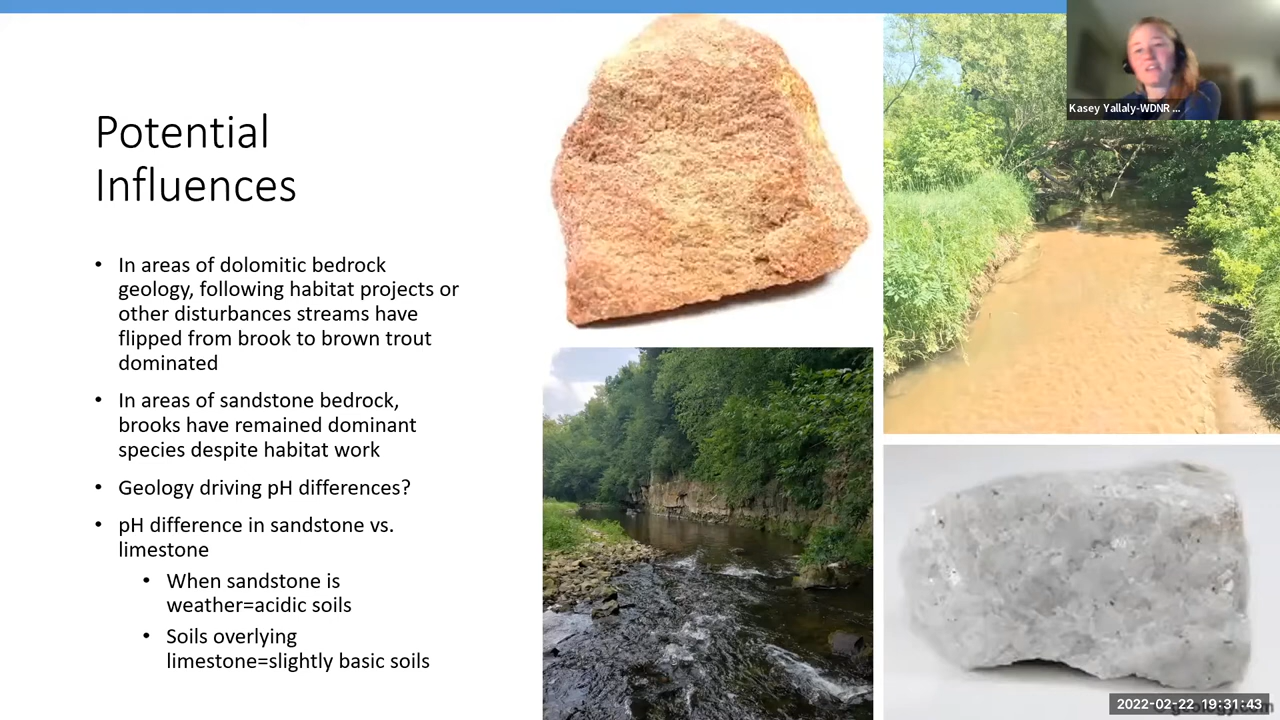 Kasey Yallaly-WDNR ...
Potential
Influences
• In areas of dolomitic bedrock
geology, following habitat projects or
other disturbances streams have
flipped from brook to brown trout
dominated
• In areas of sandstone bedrock,
brooks have remained dominant
species despite habitat work
• Geology driving pH differences?
• pH difference in sandstone vs.
limestone
• When sandstone is
weather=acidic soils
• Soils overlying
limestone=slightly basic soils
2022-02-22 19:31:43